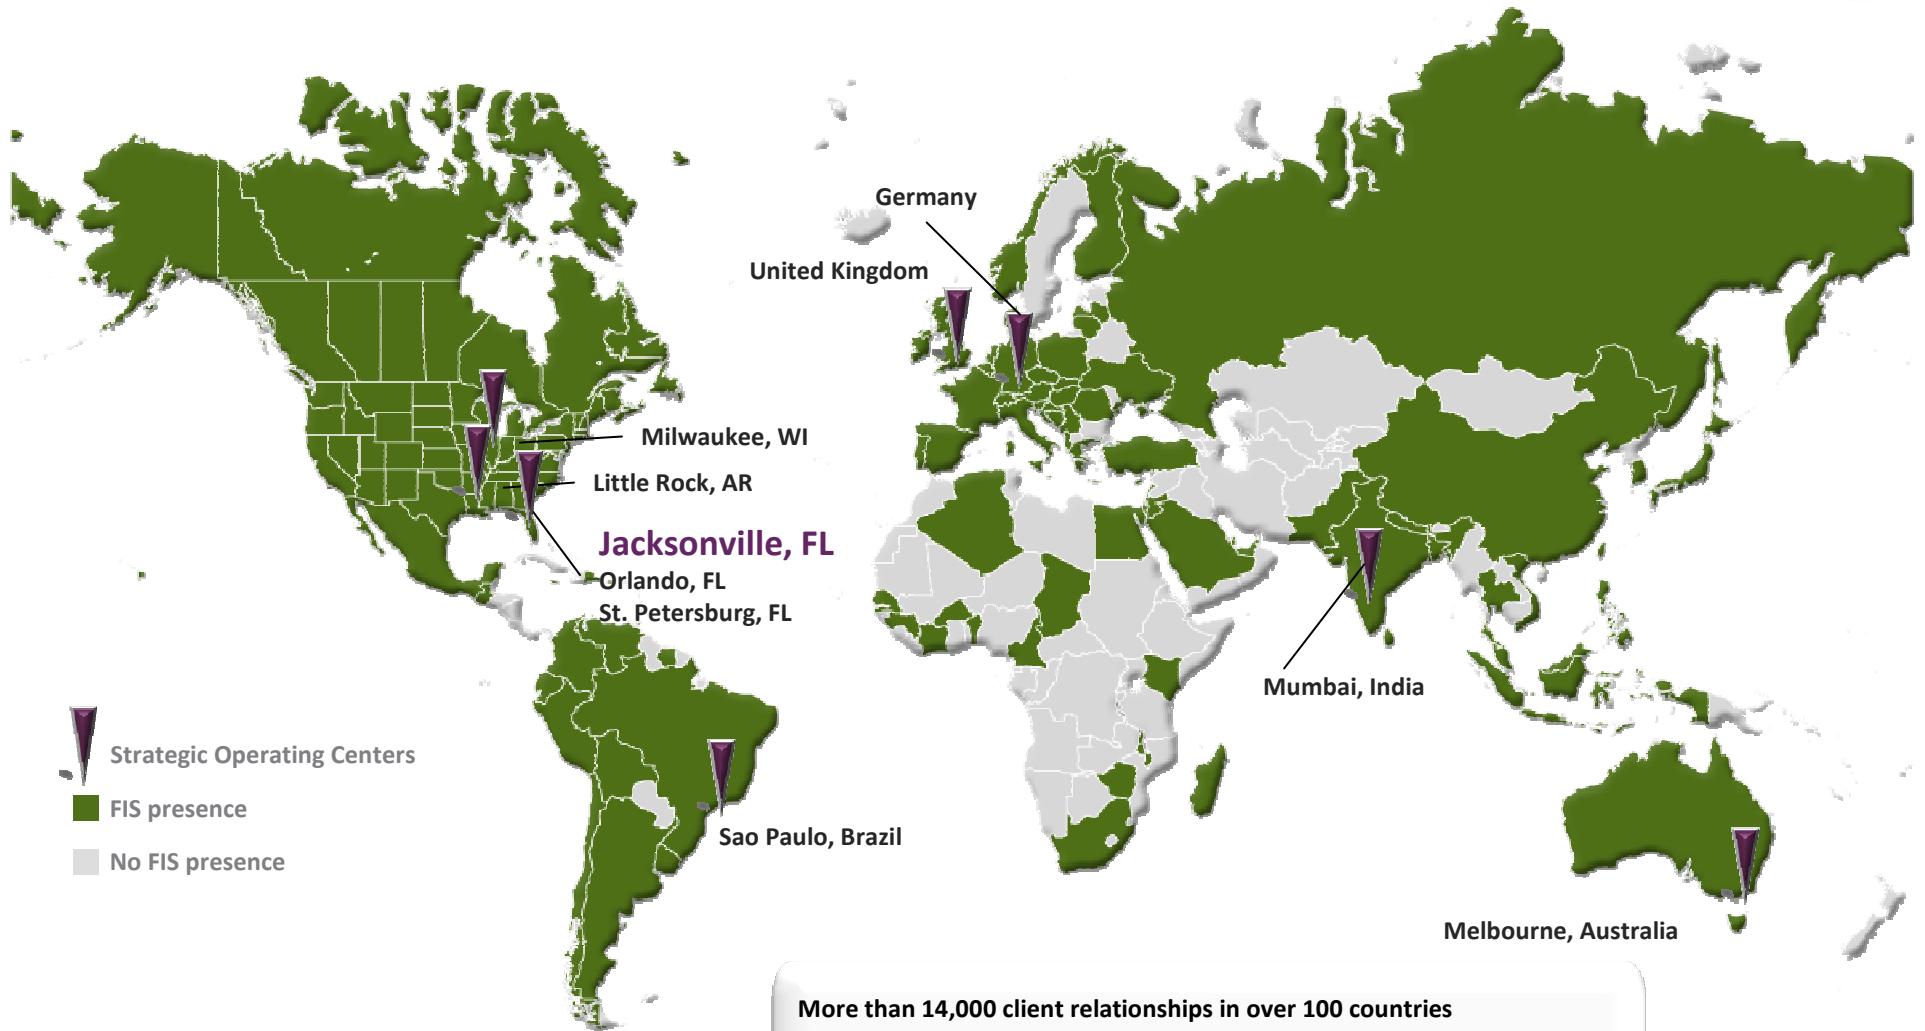 Germany
United Kingdom
Milwaukee, WI
Little Rock, AR
Jacksonville, FL
Orlando, FL
St. Petersburg, FL
Mumbai, India
Strategic Operating Centers
FIS presence
No FIS presence
Sao Paulo, Brazil
Melbourne, Australia
More than 14,000 client relationships in over 100 countries